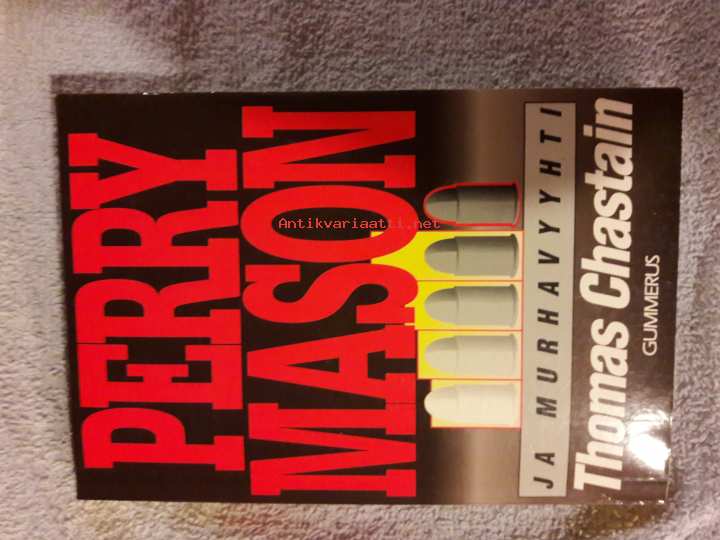 PERRY
MASON
Antikvariaatti.net
JA MURHAVYYHTI
Thomas Chastain
GUMMERUS